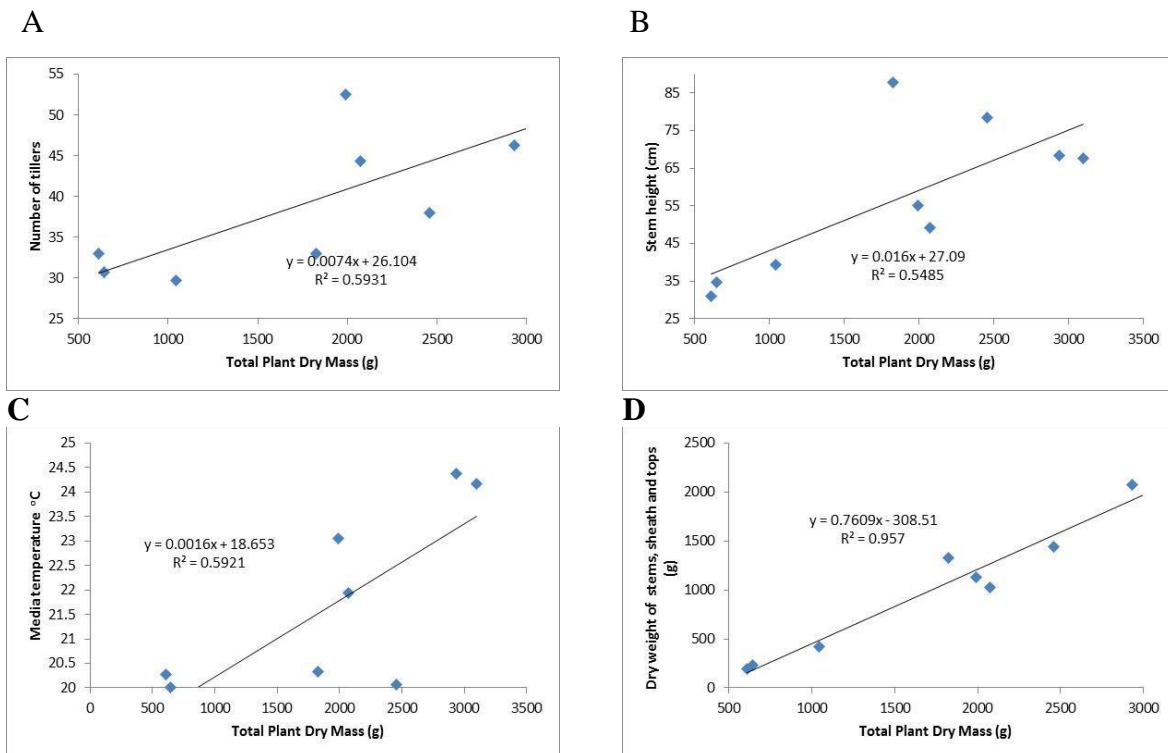 A
B
55
50
45
40
35
30
25
Number of tillers
y = 0.0074x + 26.104
R² = 0.5931
500
1000
1500
2000
2500
3000
Total Plant Dry Mass (g)
85
75
65
55
45
35
25
Stem height (cm)
y = 0.016x + 27.09
R² = 0.5485
500
1000
1500
2000
2500
3000
3500
Total Plant Dry Mass (g)
C
D
25
24.5
24
23.5
23
22.5
22
21.5
21
20.5
20
Media temperature °C
y = 0.0016x + 18.653
R² = 0.5921
0
500
1000
1500
2000
2500
3000
3500
Total Plant Dry Mass (g)
2500
2000
1500
1000
500
0
Dry weight of stems, sheath and tops
(g)
y = 0.7609x - 308.51
R² = 0.957
500
1000
1500
2000
2500
3000
Total Plant Dry Mass (g)